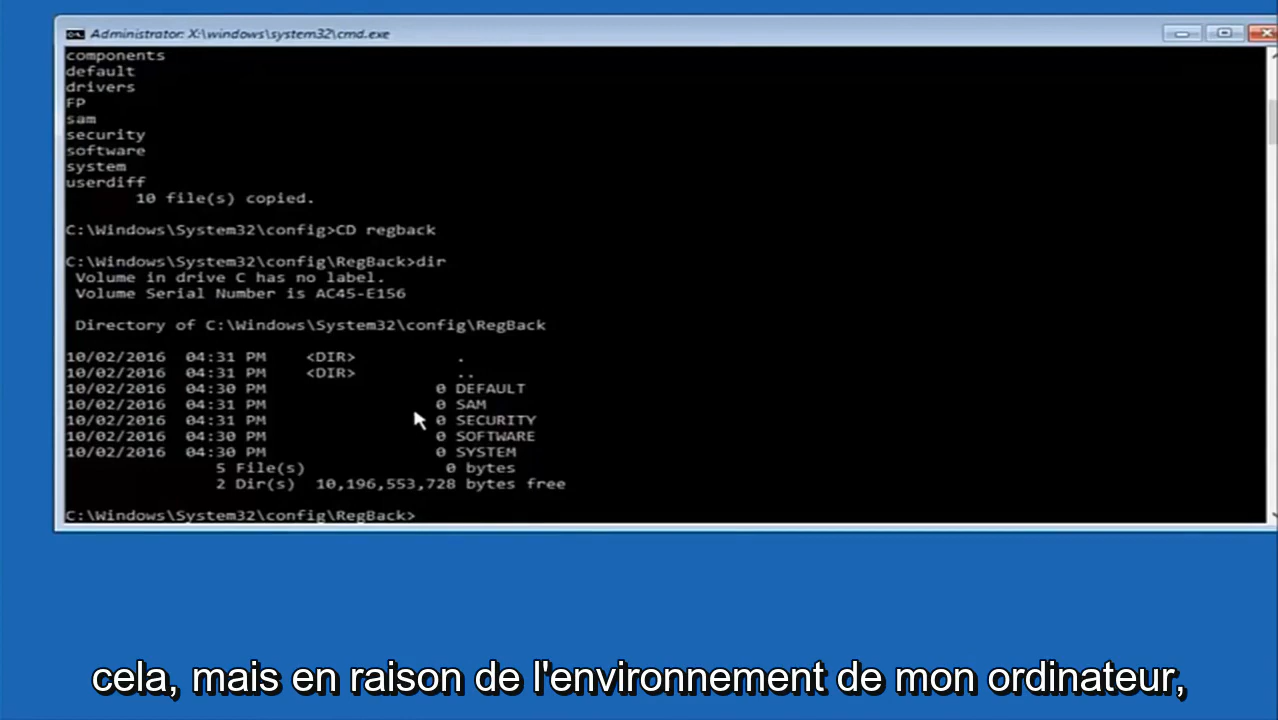 Administrator: X:\windows\system32\cmd.exe
components
default
drivers
FP
sam
security
software
system
userdiff
10 file(s) copied.
C:\Windows\System32\config>CD regback
C:\Windows\System32\config\RegBack>dir
Volume in drive C has no label.
Volume Serial Number is AC45-E156
Directory of C:\Windows\System32\config\RegBack
10/02/2016 04:31 PM <DIR> .
10/02/2016 04:31 PM <DIR> ..
10/02/2016 04:30 PM 0 DEFAULT
10/02/2016 04:31 PM 0 SAM
10/02/2016 04:31 PM 0 SECURITY
10/02/2016 04:30 PM 0 SOFTWARE
10/02/2016 04:30 PM 0 SYSTEM
5 File(s) 0 bytes
2 Dir(s) 10,196,553,728 bytes free
C:\Windows\System32\config\RegBack>
cela, mais en raison de l'environnement de mon ordinateur,